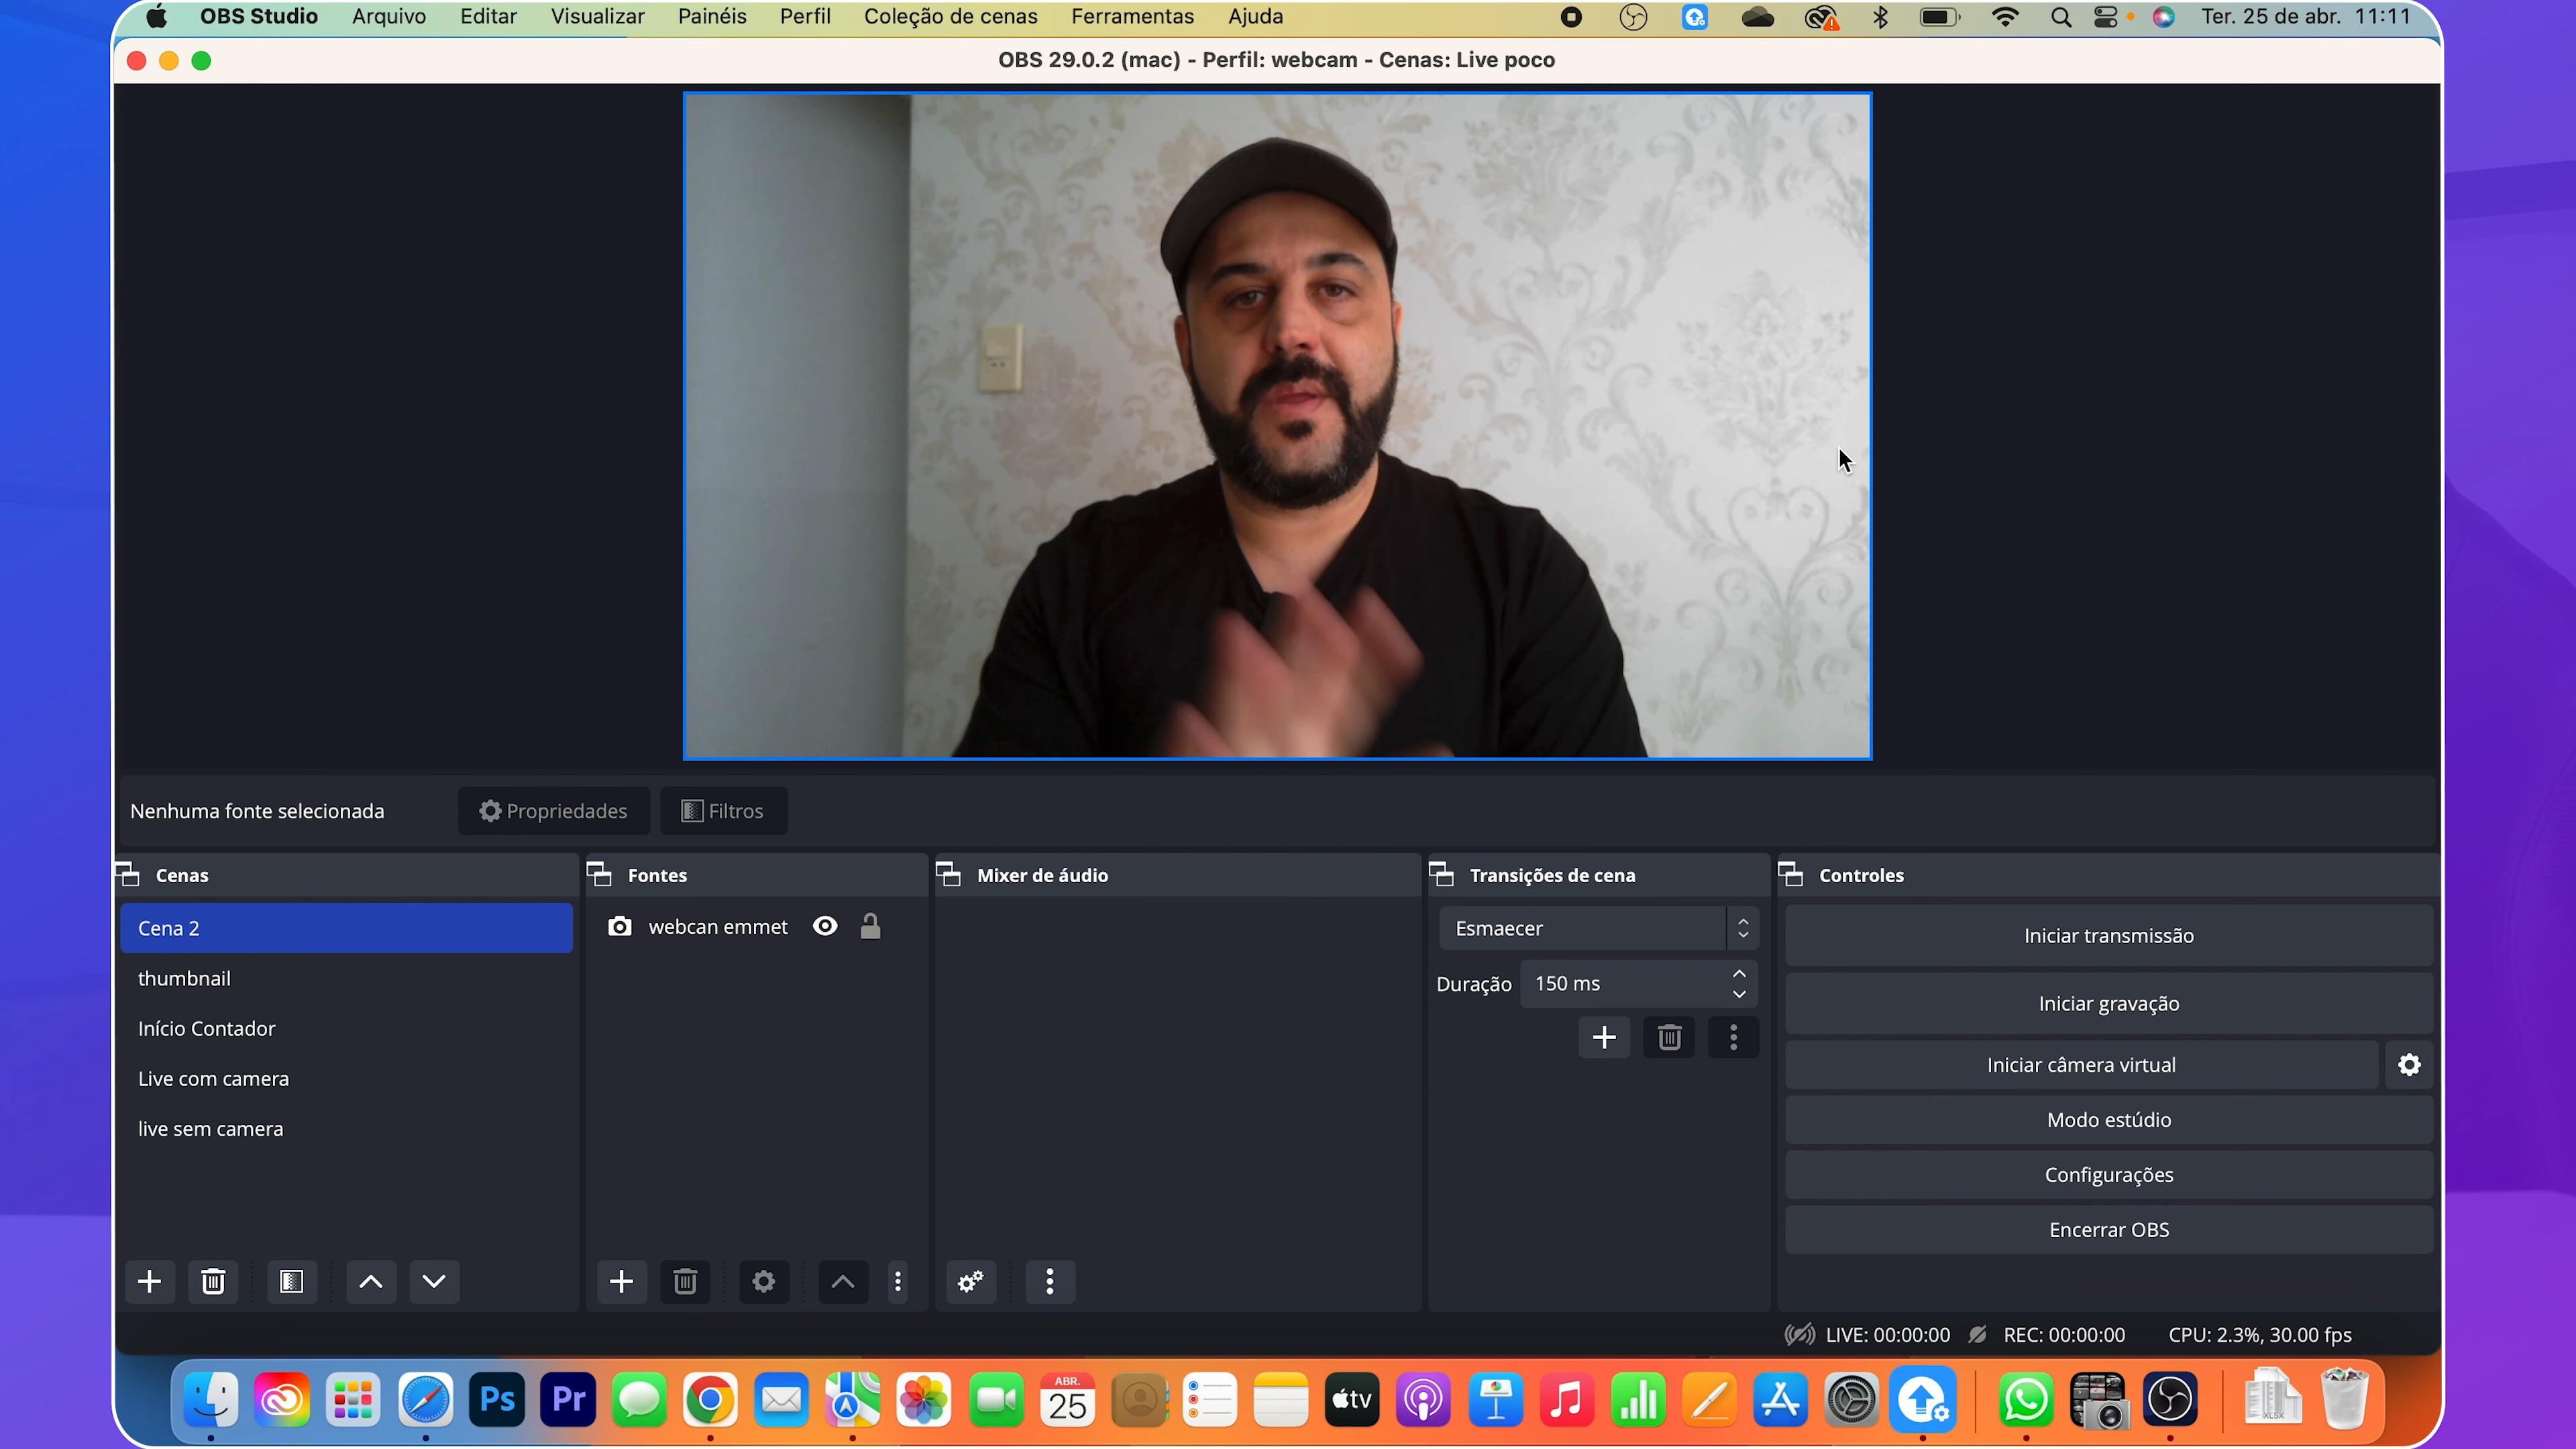 OBS Studio Arquivo Editar Visualizar Painéis Perfil Coleção de cenas Ferramentas Ajuda Ter. 25 de abr. 11:11
OBS 29.0.2 (mac) - Perfil: webcam - Cenas: Live poco
Nenhuma fonte selecionada Propriedades Filtros
Cenas
Cena 2
thumbnail
Início Contador
Live com camera
live sem camera
Fontes
webcan emmet
Mixer de áudio
Transições de cena
Esmaecer
Duração 150 ms
Controles
Iniciar transmissão
Iniciar gravação
Iniciar câmera virtual
Modo estúdio
Configurações
Encerrar OBS
LIVE: 00:00:00 REC: 00:00:00 CPU: 2.3%, 30.00 fps
Ps Pr ABR. 25 tv XLSX